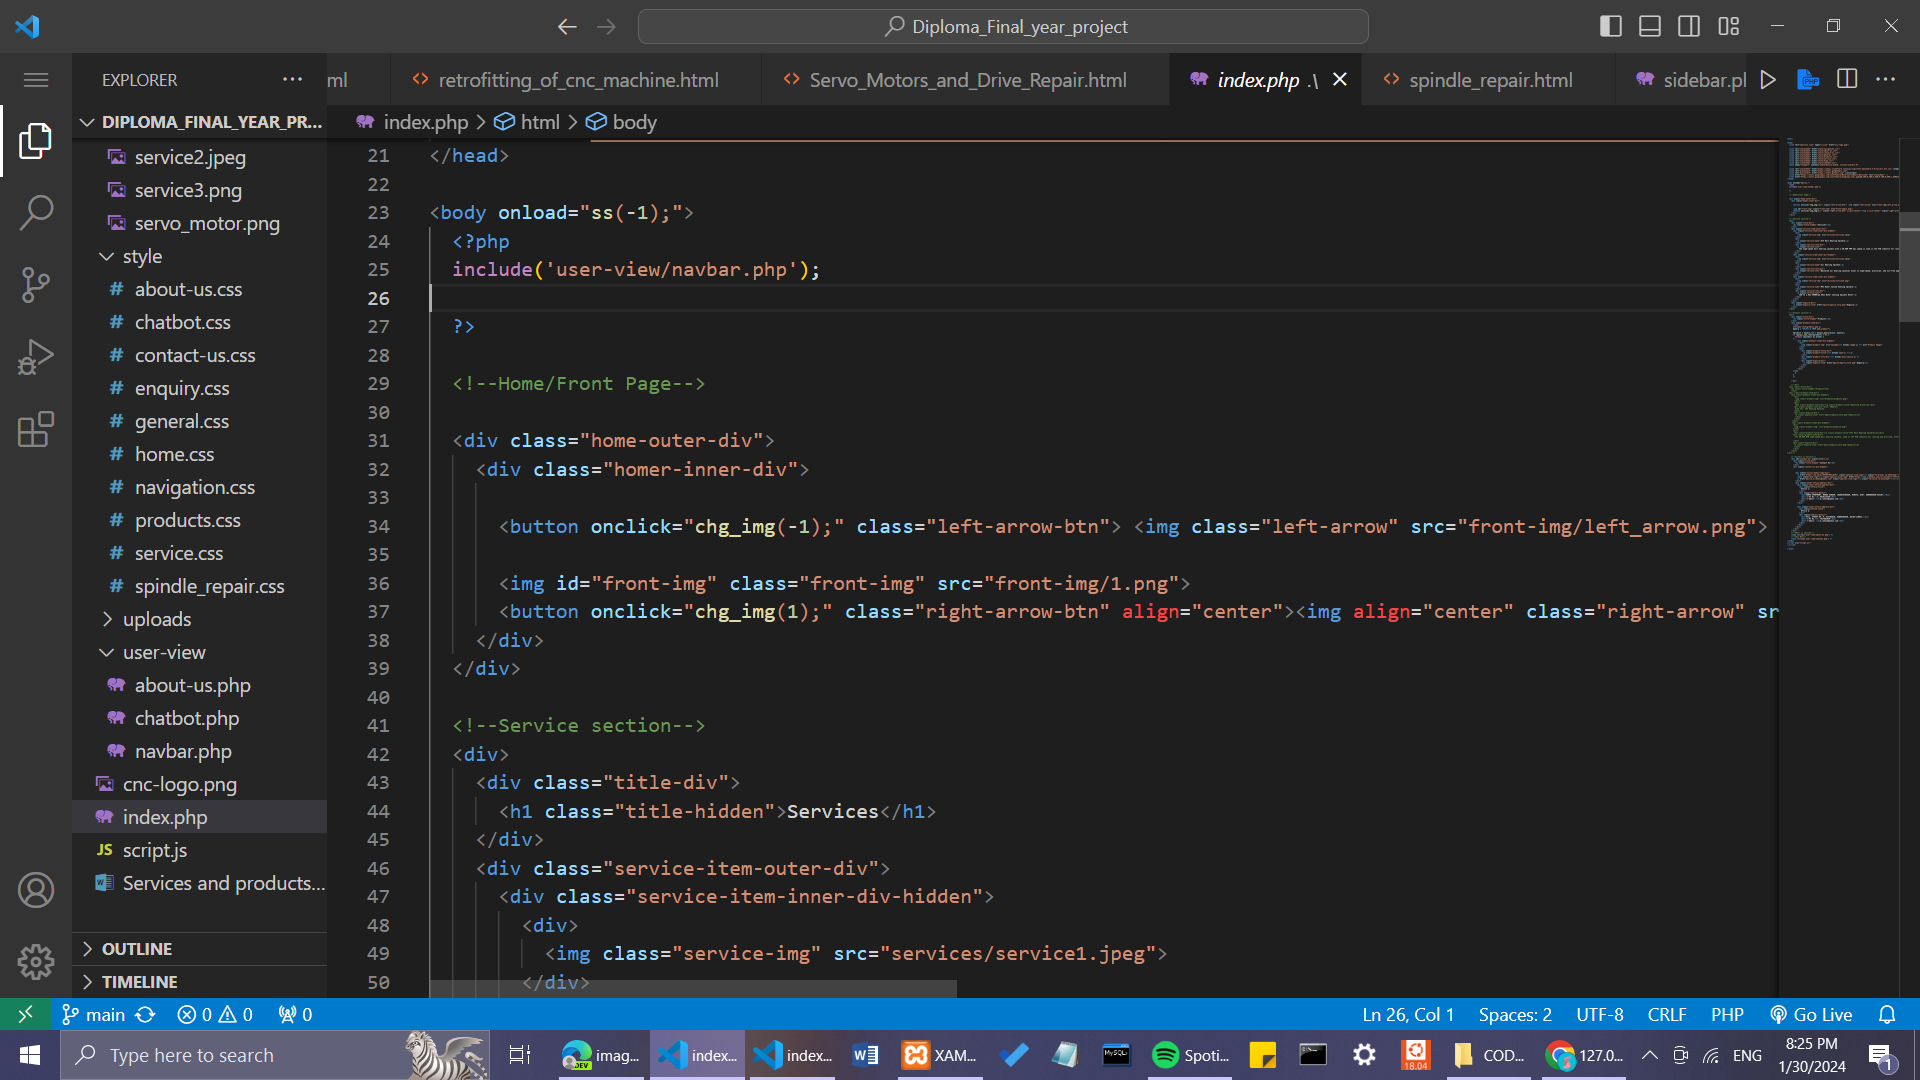 Diploma_Final_year_project
EXPLORER
ml
retrofitting_of_cnc_machine.html
Servo_Motors_and_Drive_Repair.html
index.php .\
spindle_repair.html
sidebar.pl
DIPLOMA_FINAL_YEAR_PR...
index.php > html > body
service2.jpeg
service3.png
servo_motor.png
style
# about-us.css
# chatbot.css
# contact-us.css
# enquiry.css
# general.css
# home.css
# navigation.css
# products.css
# service.css
# spindle_repair.css
uploads
user-view
about-us.php
chatbot.php
navbar.php
cnc-logo.png
index.php
JS script.js
Services and products...
OUTLINE
TIMELINE
21 </head>
22
23 <body onload="ss(-1);">
24 <?php
25 include('user-view/navbar.php');
26
27 ?>
28
29 <!--Home/Front Page-->
30
31 <div class="home-outer-div">
32 <div class="homer-inner-div">
33
34 <button onclick="chg_img(-1);" class="left-arrow-btn"> <img class="left-arrow" src="front-img/left_arrow.png">
35
36 <img id="front-img" class="front-img" src="front-img/1.png">
37 <button onclick="chg_img(1);" class="right-arrow-btn" align="center"><img align="center" class="right-arrow" sr
38 </div>
39 </div>
40
41 <!--Service section-->
42 <div>
43 <div class="title-div">
44 <h1 class="title-hidden">Services</h1>
45 </div>
46 <div class="service-item-outer-div">
47 <div class="service-item-inner-div-hidden">
48 <div>
49 <img class="service-img" src="services/service1.jpeg">
50 </div>
main
0 0
0
Ln 26, Col 1
Spaces: 2
UTF-8
CRLF
PHP
Go Live
Type here to search
imag...
index...
index...
XAM...
Spoti...
18.04
COD...
127.0...
ENG
8:25 PM
1/30/2024
1